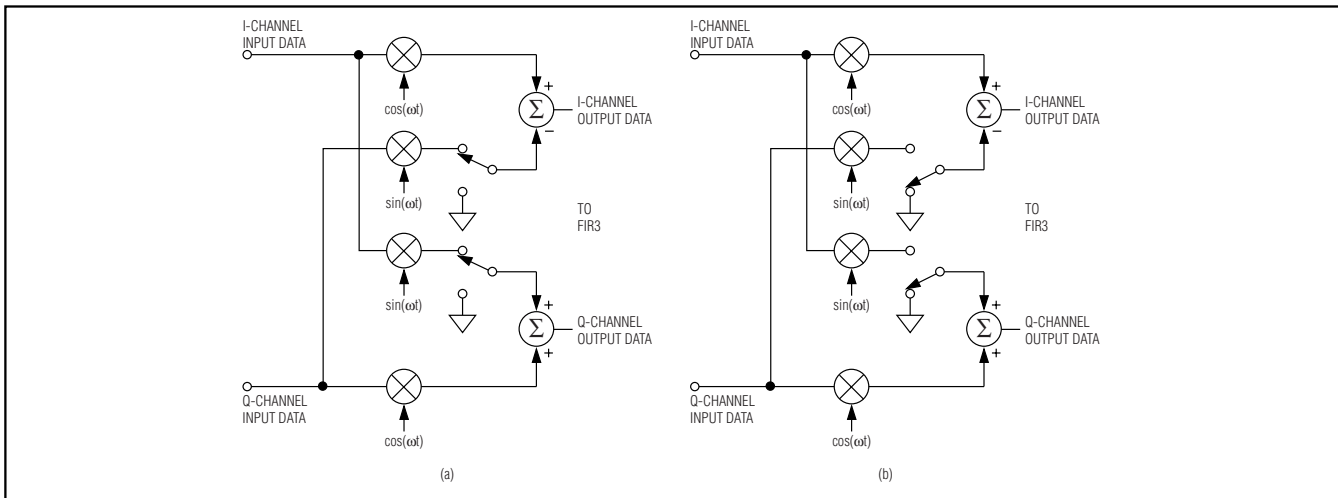 I-CHANNEL
INPUT DATA
cos(ωt)
+
Σ
−
I-CHANNEL
OUTPUT DATA
sin(ωt)
TO
FIR3
sin(ωt)
+
Σ
+
Q-CHANNEL
OUTPUT DATA
Q-CHANNEL
INPUT DATA
cos(ωt)
(a)
I-CHANNEL
INPUT DATA
cos(ωt)
+
Σ
−
I-CHANNEL
OUTPUT DATA
sin(ωt)
TO
FIR3
sin(ωt)
+
Σ
+
Q-CHANNEL
OUTPUT DATA
Q-CHANNEL
INPUT DATA
cos(ωt)
(b)